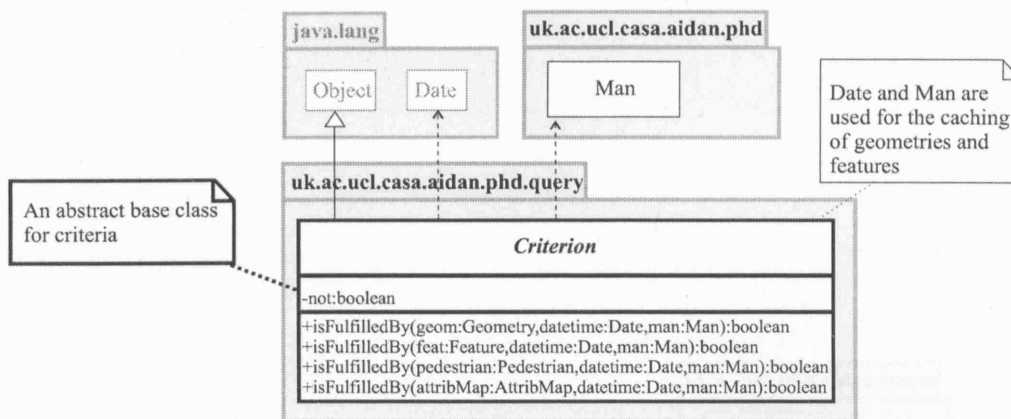 java.lang
uk.ac.ucl.casa.aidan.phd
Object
Date
Man
Date and Man are
used for the caching
of geometries and
features
uk.ac.ucl.casa.aidan.phd.query
An abstract base class
for criteria
Criterion
-not:boolean
+isFulfilledBy(geom:Geometry,datetime:Date,man:Man):boolean
+isFulfilledBy(feat:Feature,datetime:Date,man:Man):boolean
+isFulfilledBy(pedestrian:Pedestrian,datetime:Date,man:Man):boolean
+isFulfilledBy(attribMap:AttribMap,datetime:Date,man:Man):boolean